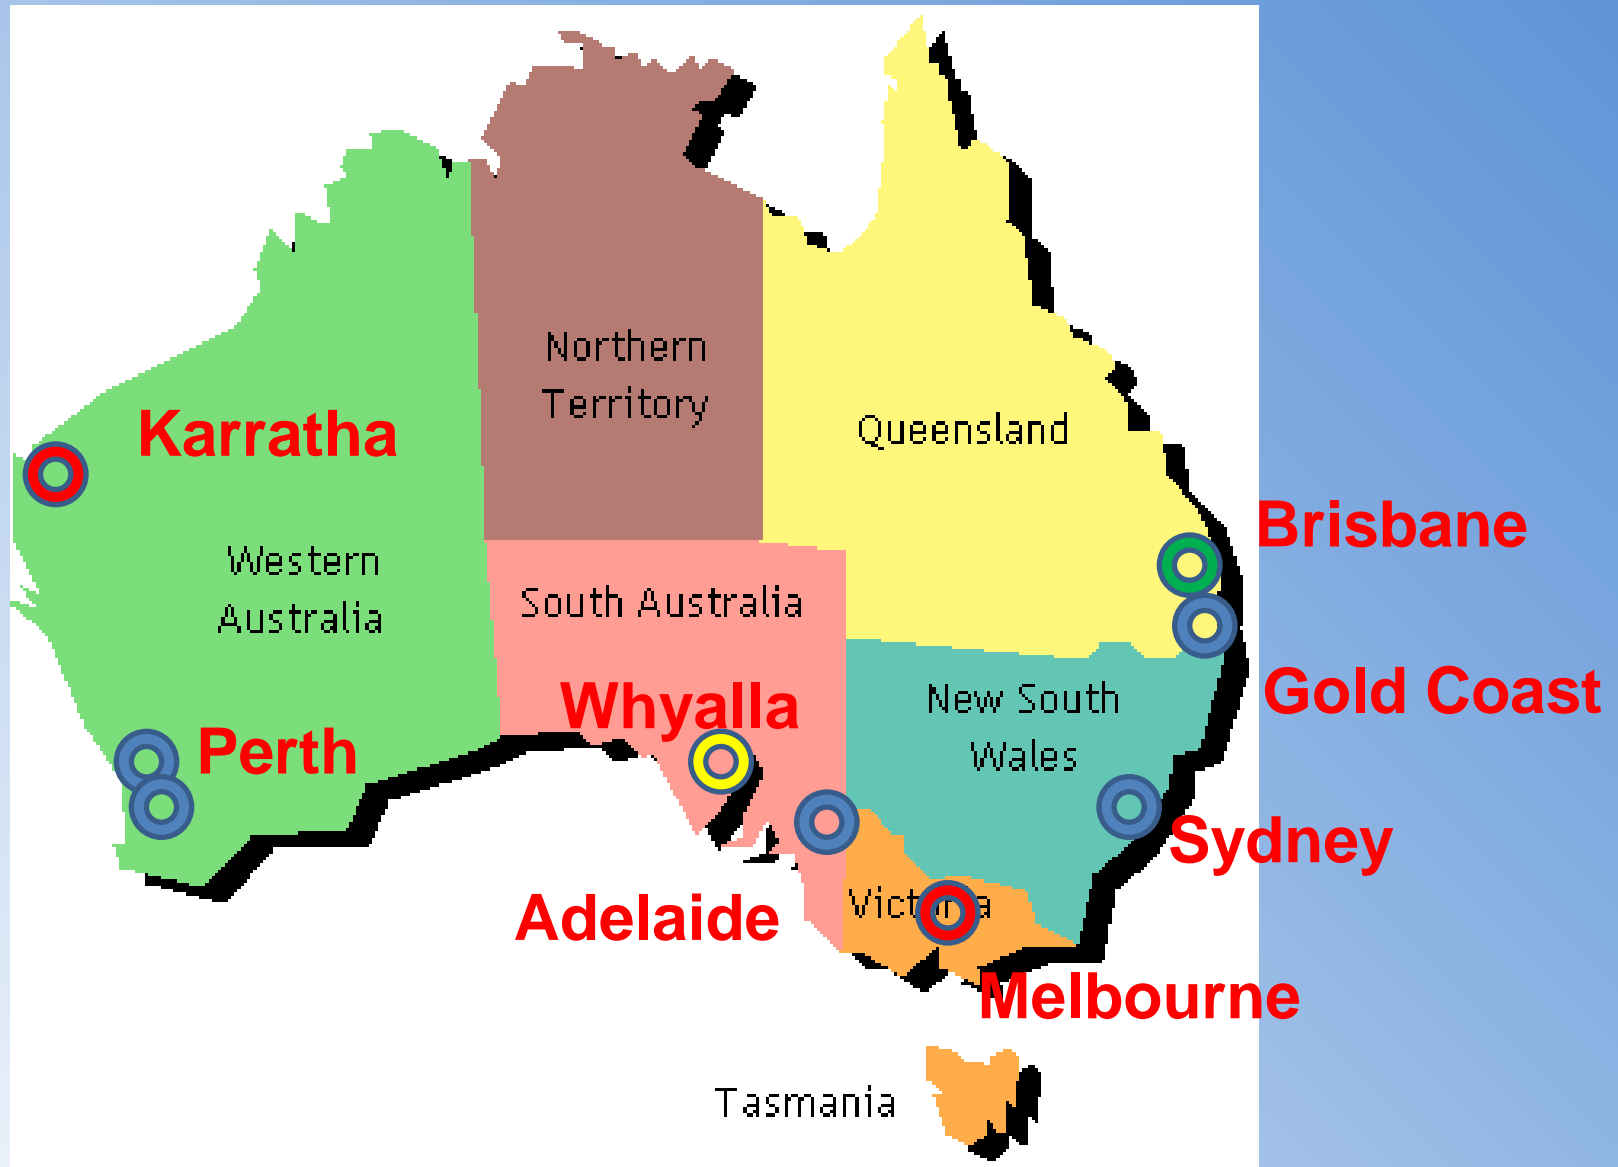 Northern
Territory
Karratha
Queensland
Brisbane
Western
Australia
South Australia
Gold Coast
Whyalla
New South
Wales
Perth
Sydney
Adelaide
Victoria
Melbourne
Tasmania